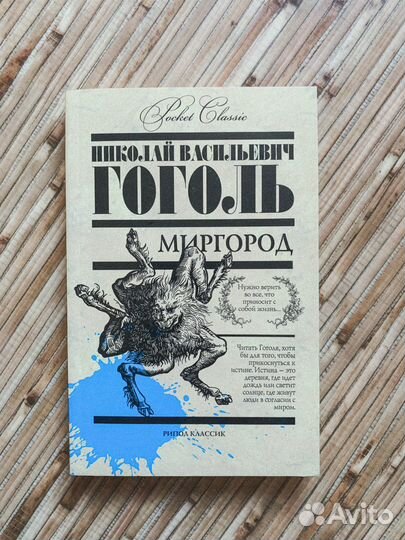 Pocket Classic
НИКОЛАЙ ВАСИЛЬЕВИЧ
ГОГОЛЬ
МИРГОРОД
Нужно верить
во все, что
приносит с
собой жизнь...
Читать Гоголя, хотя
бы для того, чтобы
прикоснуться к
истине. Истина – это
деревня, где идет
дождь или светит
солнце, где живут
люди в согласии с
миром.
РИПОЛ КЛАССИК
Avito